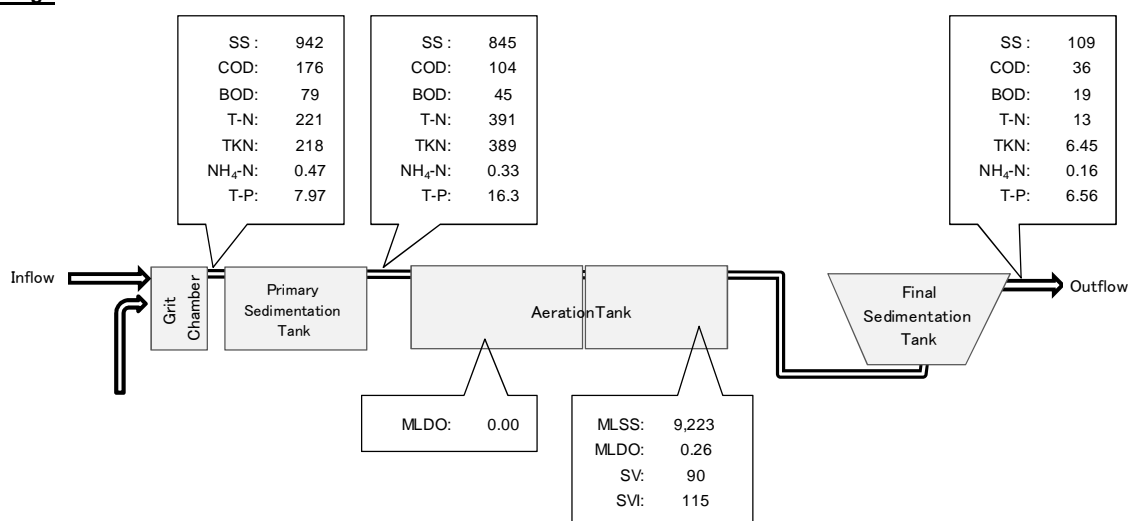 SS : 942
COD: 176
BOD: 79
T-N: 221
TKN: 218
NH₄-N: 0.47
T-P: 7.97
SS : 845
COD: 104
BOD: 45
T-N: 391
TKN: 389
NH₄-N: 0.33
T-P: 16.3
SS : 109
COD: 36
BOD: 19
T-N: 13
TKN: 6.45
NH₄-N: 0.16
T-P: 6.56
Inflow
Grit
Chamber
Primary
Sedimentation
Tank
AerationTank
Final
Sedimentation
Tank
Outflow
MLDO: 0.00
MLSS: 9,223
MLDO: 0.26
SV: 90
SVI: 115